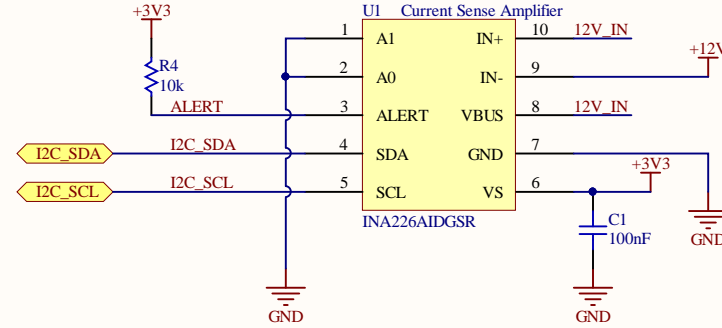 +3V3
R4
10k
ALERT
I2C_SDA
I2C_SCL
I2C_SDA
I2C_SCL
U1 Current Sense Amplifier
1 A1 IN+ 10 12V_IN
2 A0 IN- 9 +12V
3 ALERT VBUS 8 12V_IN
4 SDA GND 7
5 SCL VS 6 +3V3
INA226AIDGSR
C1
100nF
GND
GND
GND